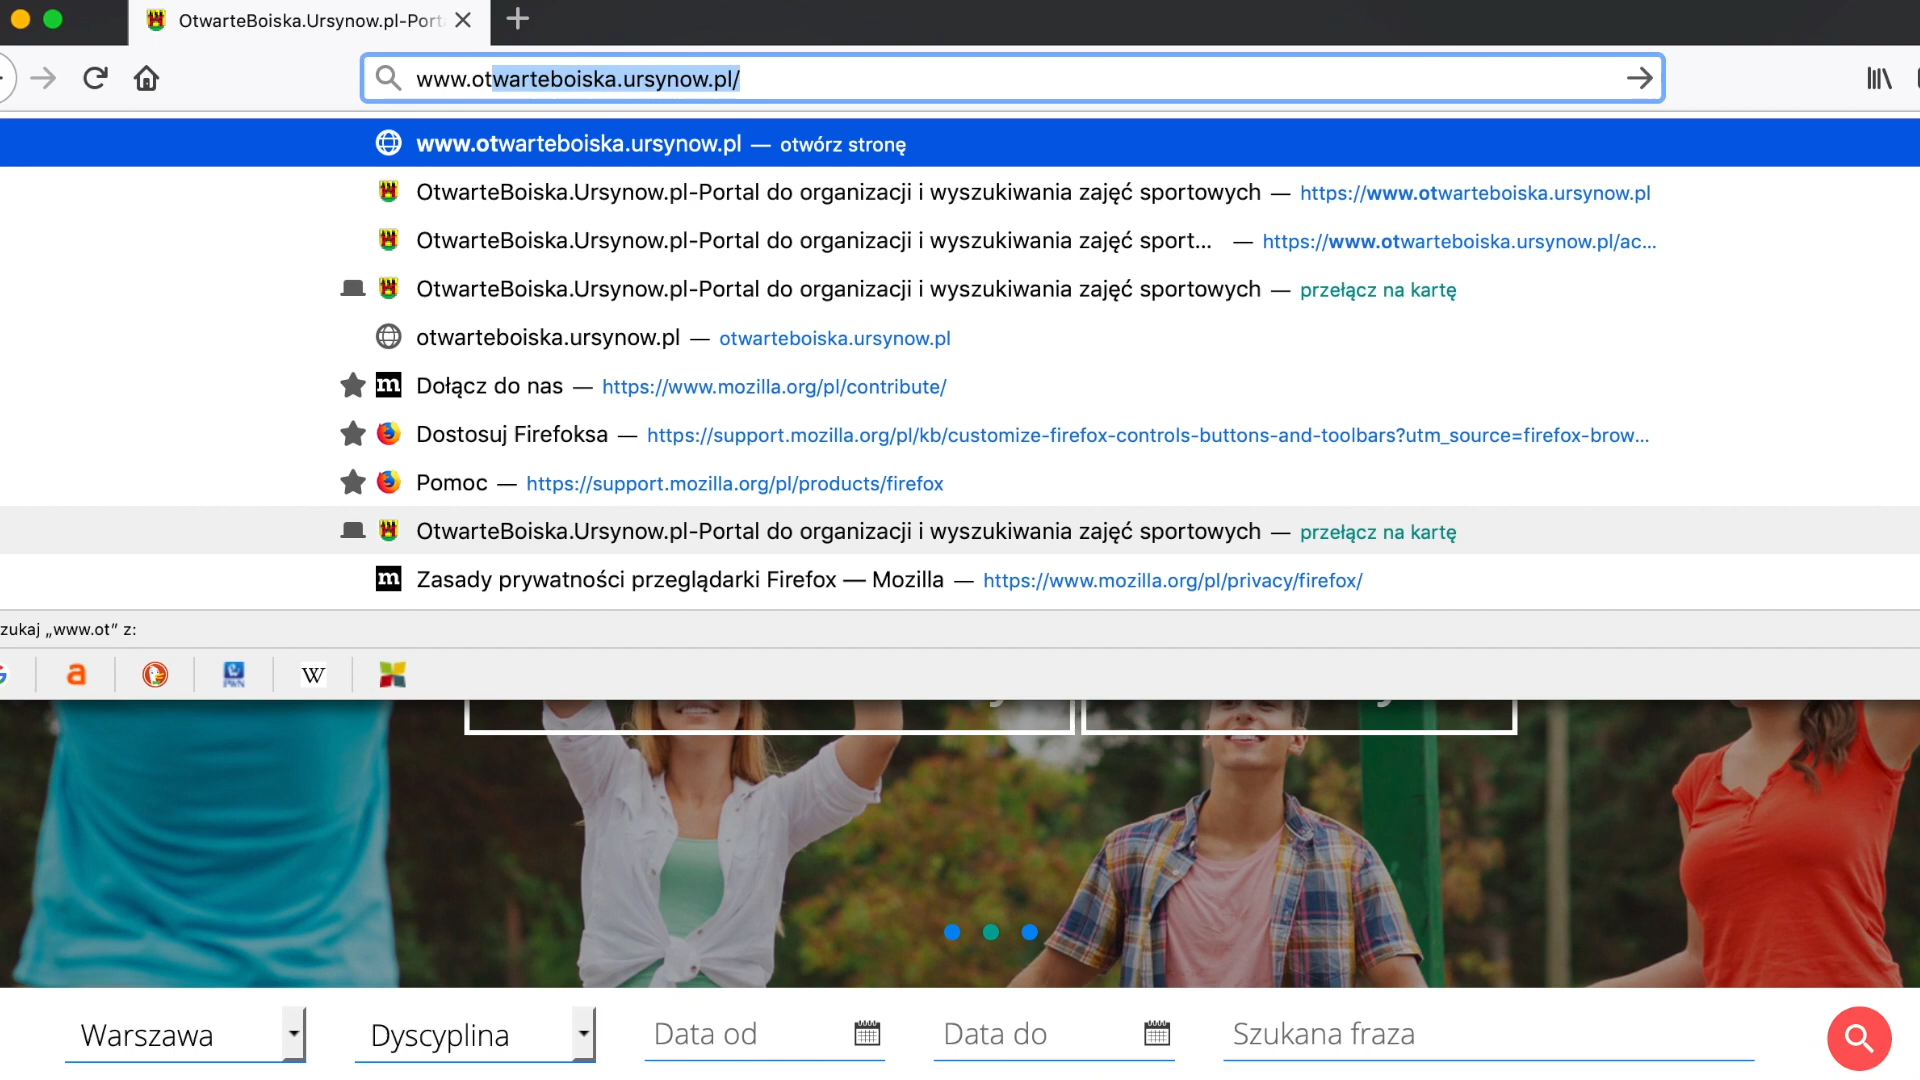 OtwarteBoiska.Ursynow.pl-Port
www.otwarteboiska.ursynow.pl/
www.otwarteboiska.ursynow.pl — otwórz stronę
OtwarteBoiska.Ursynow.pl-Portal do organizacji i wyszukiwania zajęć sportowych — https://www.otwarteboiska.ursynow.pl
OtwarteBoiska.Ursynow.pl-Portal do organizacji i wyszukiwania zajęć sport... — https://www.otwarteboiska.ursynow.pl/ac...
OtwarteBoiska.Ursynow.pl-Portal do organizacji i wyszukiwania zajęć sportowych — przełącz na kartę
otwarteboiska.ursynow.pl — otwarteboiska.ursynow.pl
m Dołącz do nas — https://www.mozilla.org/pl/contribute/
Dostosuj Firefoksa — https://support.mozilla.org/pl/kb/customize-firefox-controls-buttons-and-toolbars?utm_source=firefox-brow...
Pomoc — https://support.mozilla.org/pl/products/firefox
OtwarteBoiska.Ursynow.pl-Portal do organizacji i wyszukiwania zajęć sportowych — przełącz na kartę
m Zasady prywatności przeglądarki Firefox — Mozilla — https://www.mozilla.org/pl/privacy/firefox/
zukaj „www.ot” z:
a PWN W
Warszawa Dyscyplina Data od Data do Szukana fraza